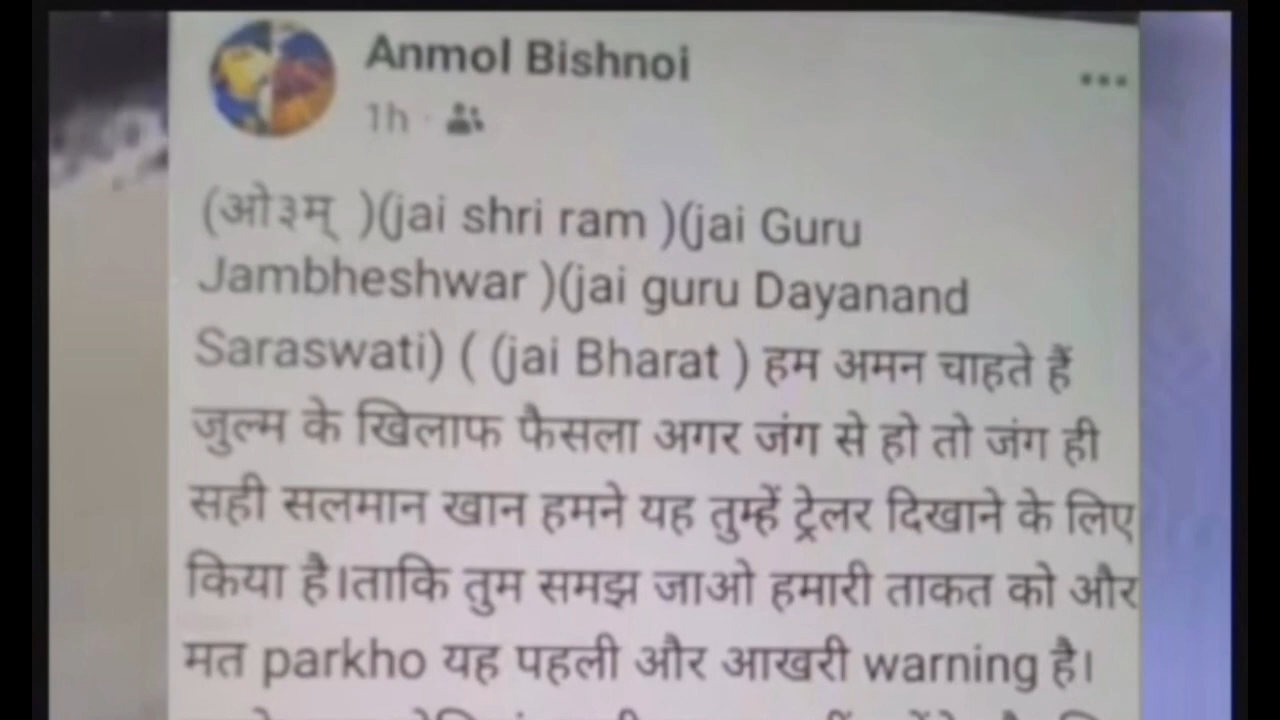 Anmol Bishnoi
1h
(ओ३म् )(jai shri ram )(jai Guru
Jambheshwar )(jai guru Dayanand
Saraswati) ( (jai Bharat ) हम अमन चाहते हैं
जुल्म के खिलाफ फैसला अगर जंग से हो तो जंग ही
सही सलमान खान हमने यह तुम्हें ट्रेलर दिखाने के लिए
किया है।ताकि तुम समझ जाओ हमारी ताकत को और
मत parkho यह पहली और आखरी warning है।